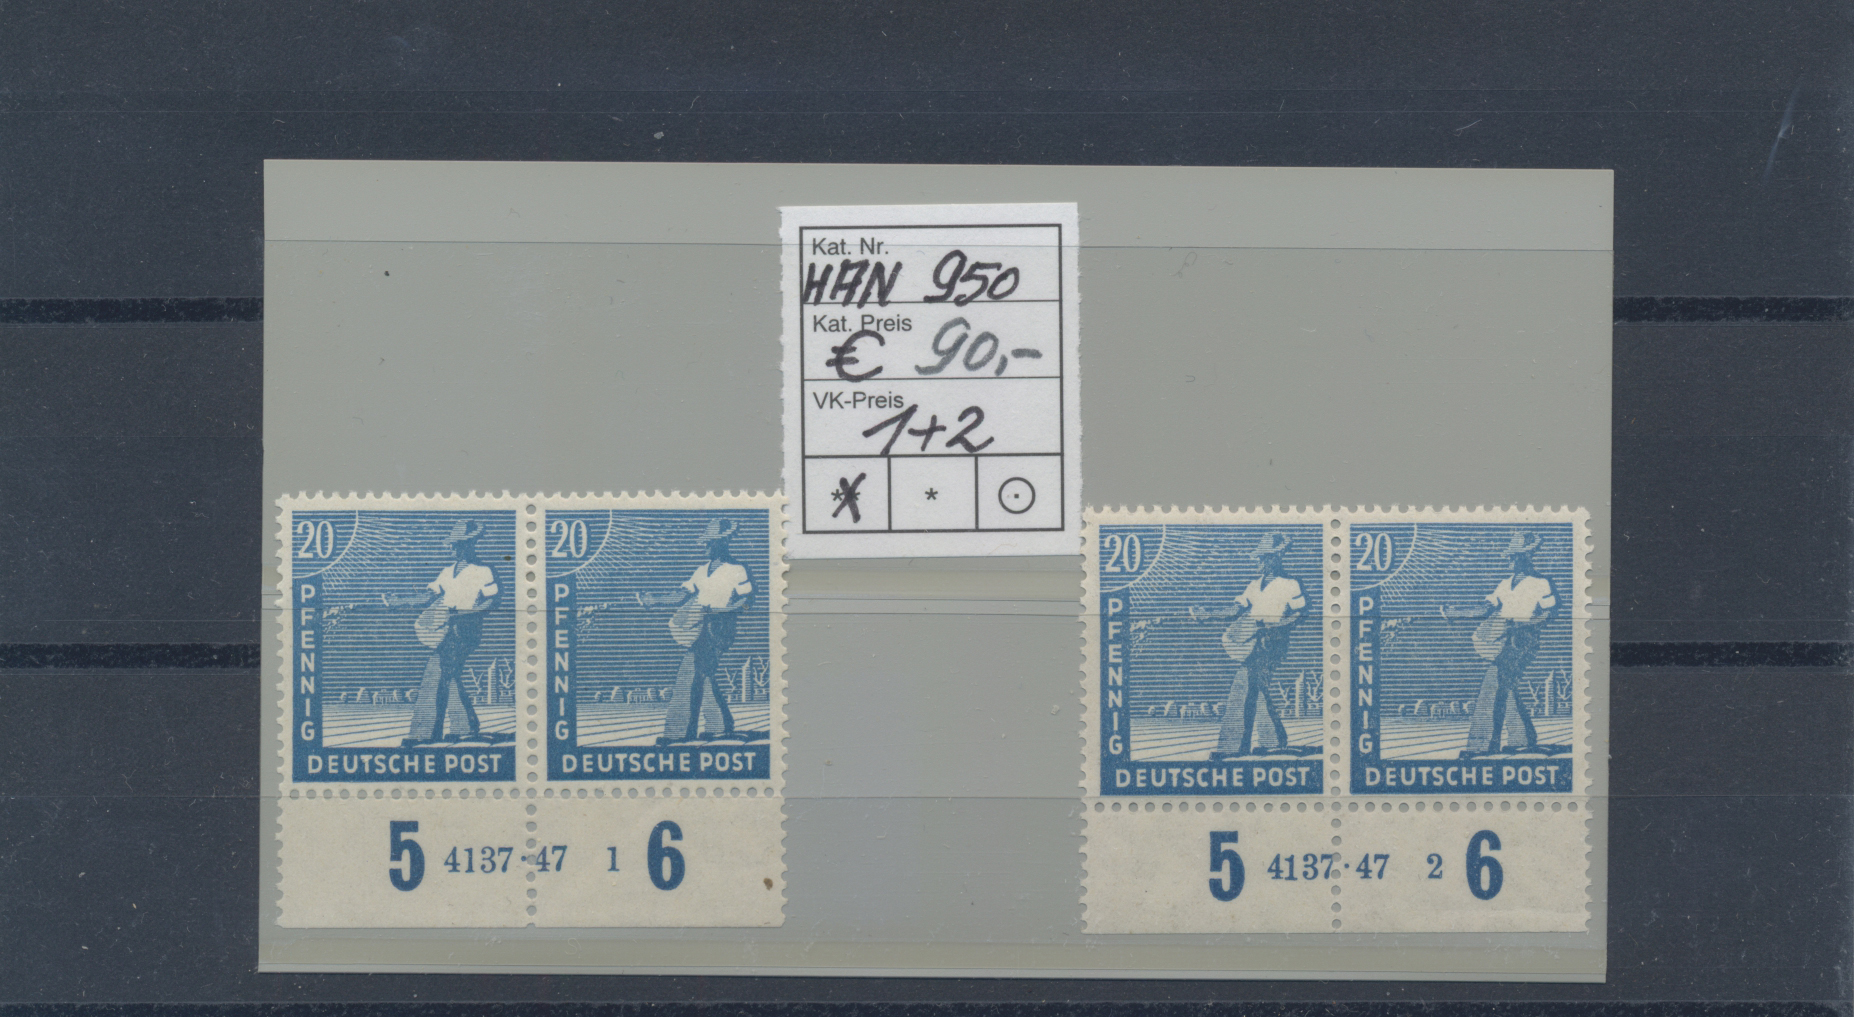 Kat. Nr.
HAN 950
Kat. Preis
€ 90,-
VK-Preis
1+2
** * ⊙
20 20
PFENNIG PFENNIG
DEUTSCHE POST DEUTSCHE POST
5 4137·47 1 6
20 20
PFENNIG PFENNIG
DEUTSCHE POST DEUTSCHE POST
5 4137·47 2 6